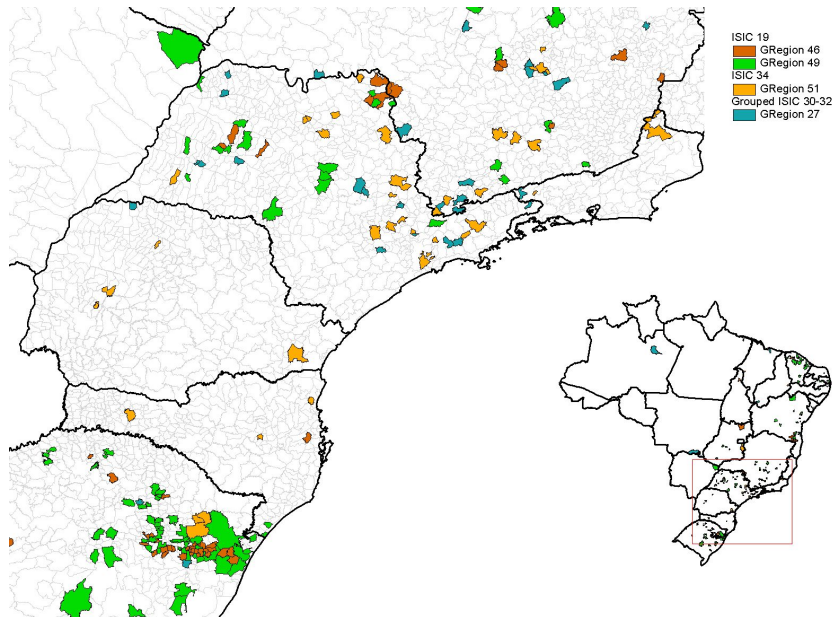 ISIC 19
GRegion 46
GRegion 49
ISIC 34
GRegion 51
Grouped ISIC 30-32
GRegion 27